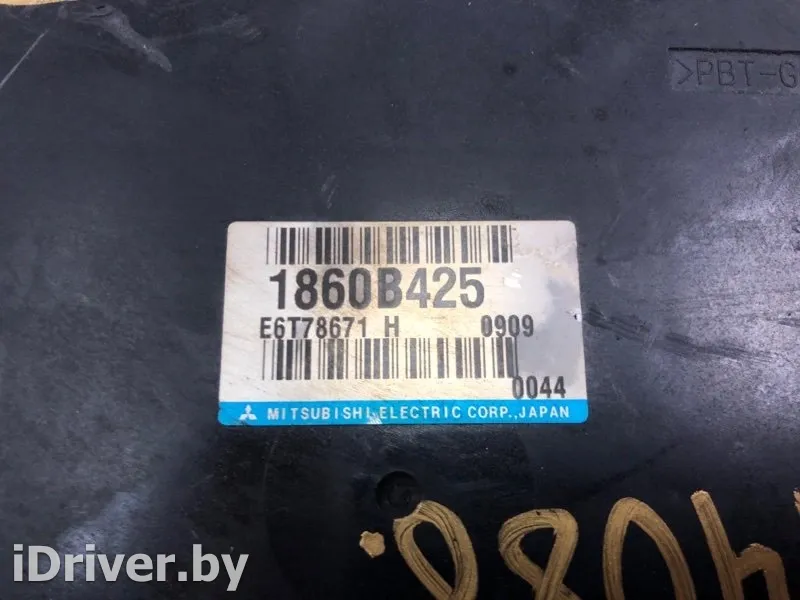 >PBT-G
1860B425
E6T78671 H 0909
0044
MITSUBISHI ELECTRIC CORP.,JAPAN
iDriver.by